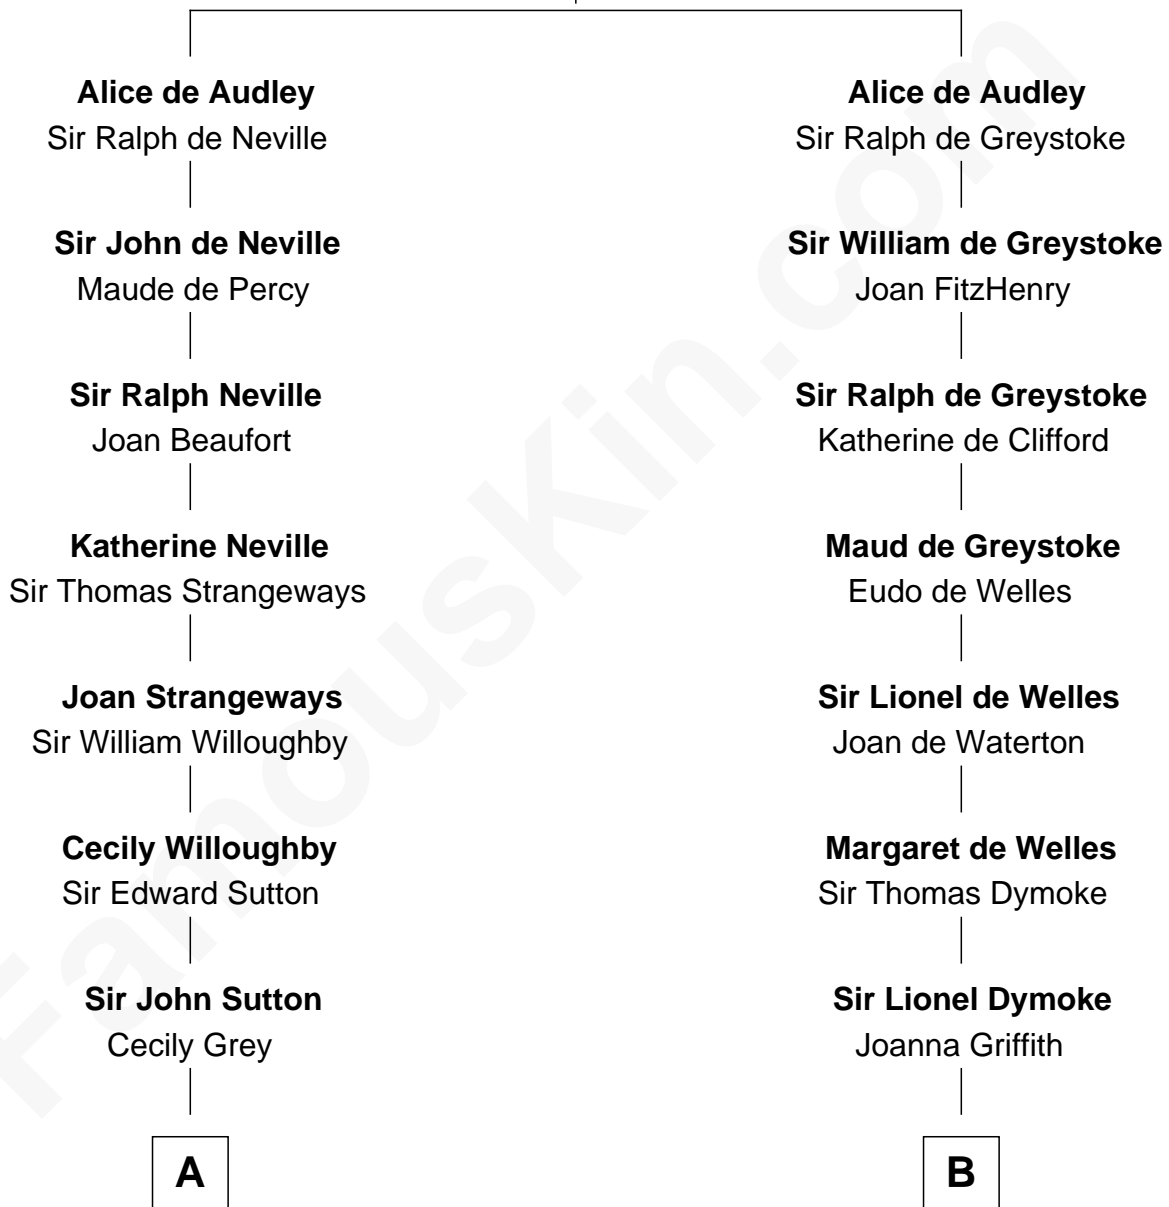 Alice de Audley
Sir Ralph de Neville
Sir John de Neville
Maude de Percy
Sir Ralph Neville
Joan Beaufort
Katherine Neville
Sir Thomas Strangeways
Joan Strangeways
Sir William Willoughby
Cecily Willoughby
Sir Edward Sutton
Sir John Sutton
Cecily Grey
A
Alice de Audley
Sir Ralph de Greystoke
Sir William de Greystoke
Joan FitzHenry
Sir Ralph de Greystoke
Katherine de Clifford
Maud de Greystoke
Eudo de Welles
Sir Lionel de Welles
Joan de Waterton
Margaret de Welles
Sir Thomas Dymoke
Sir Lionel Dymoke
Joanna Griffith
B
FamousKin.com